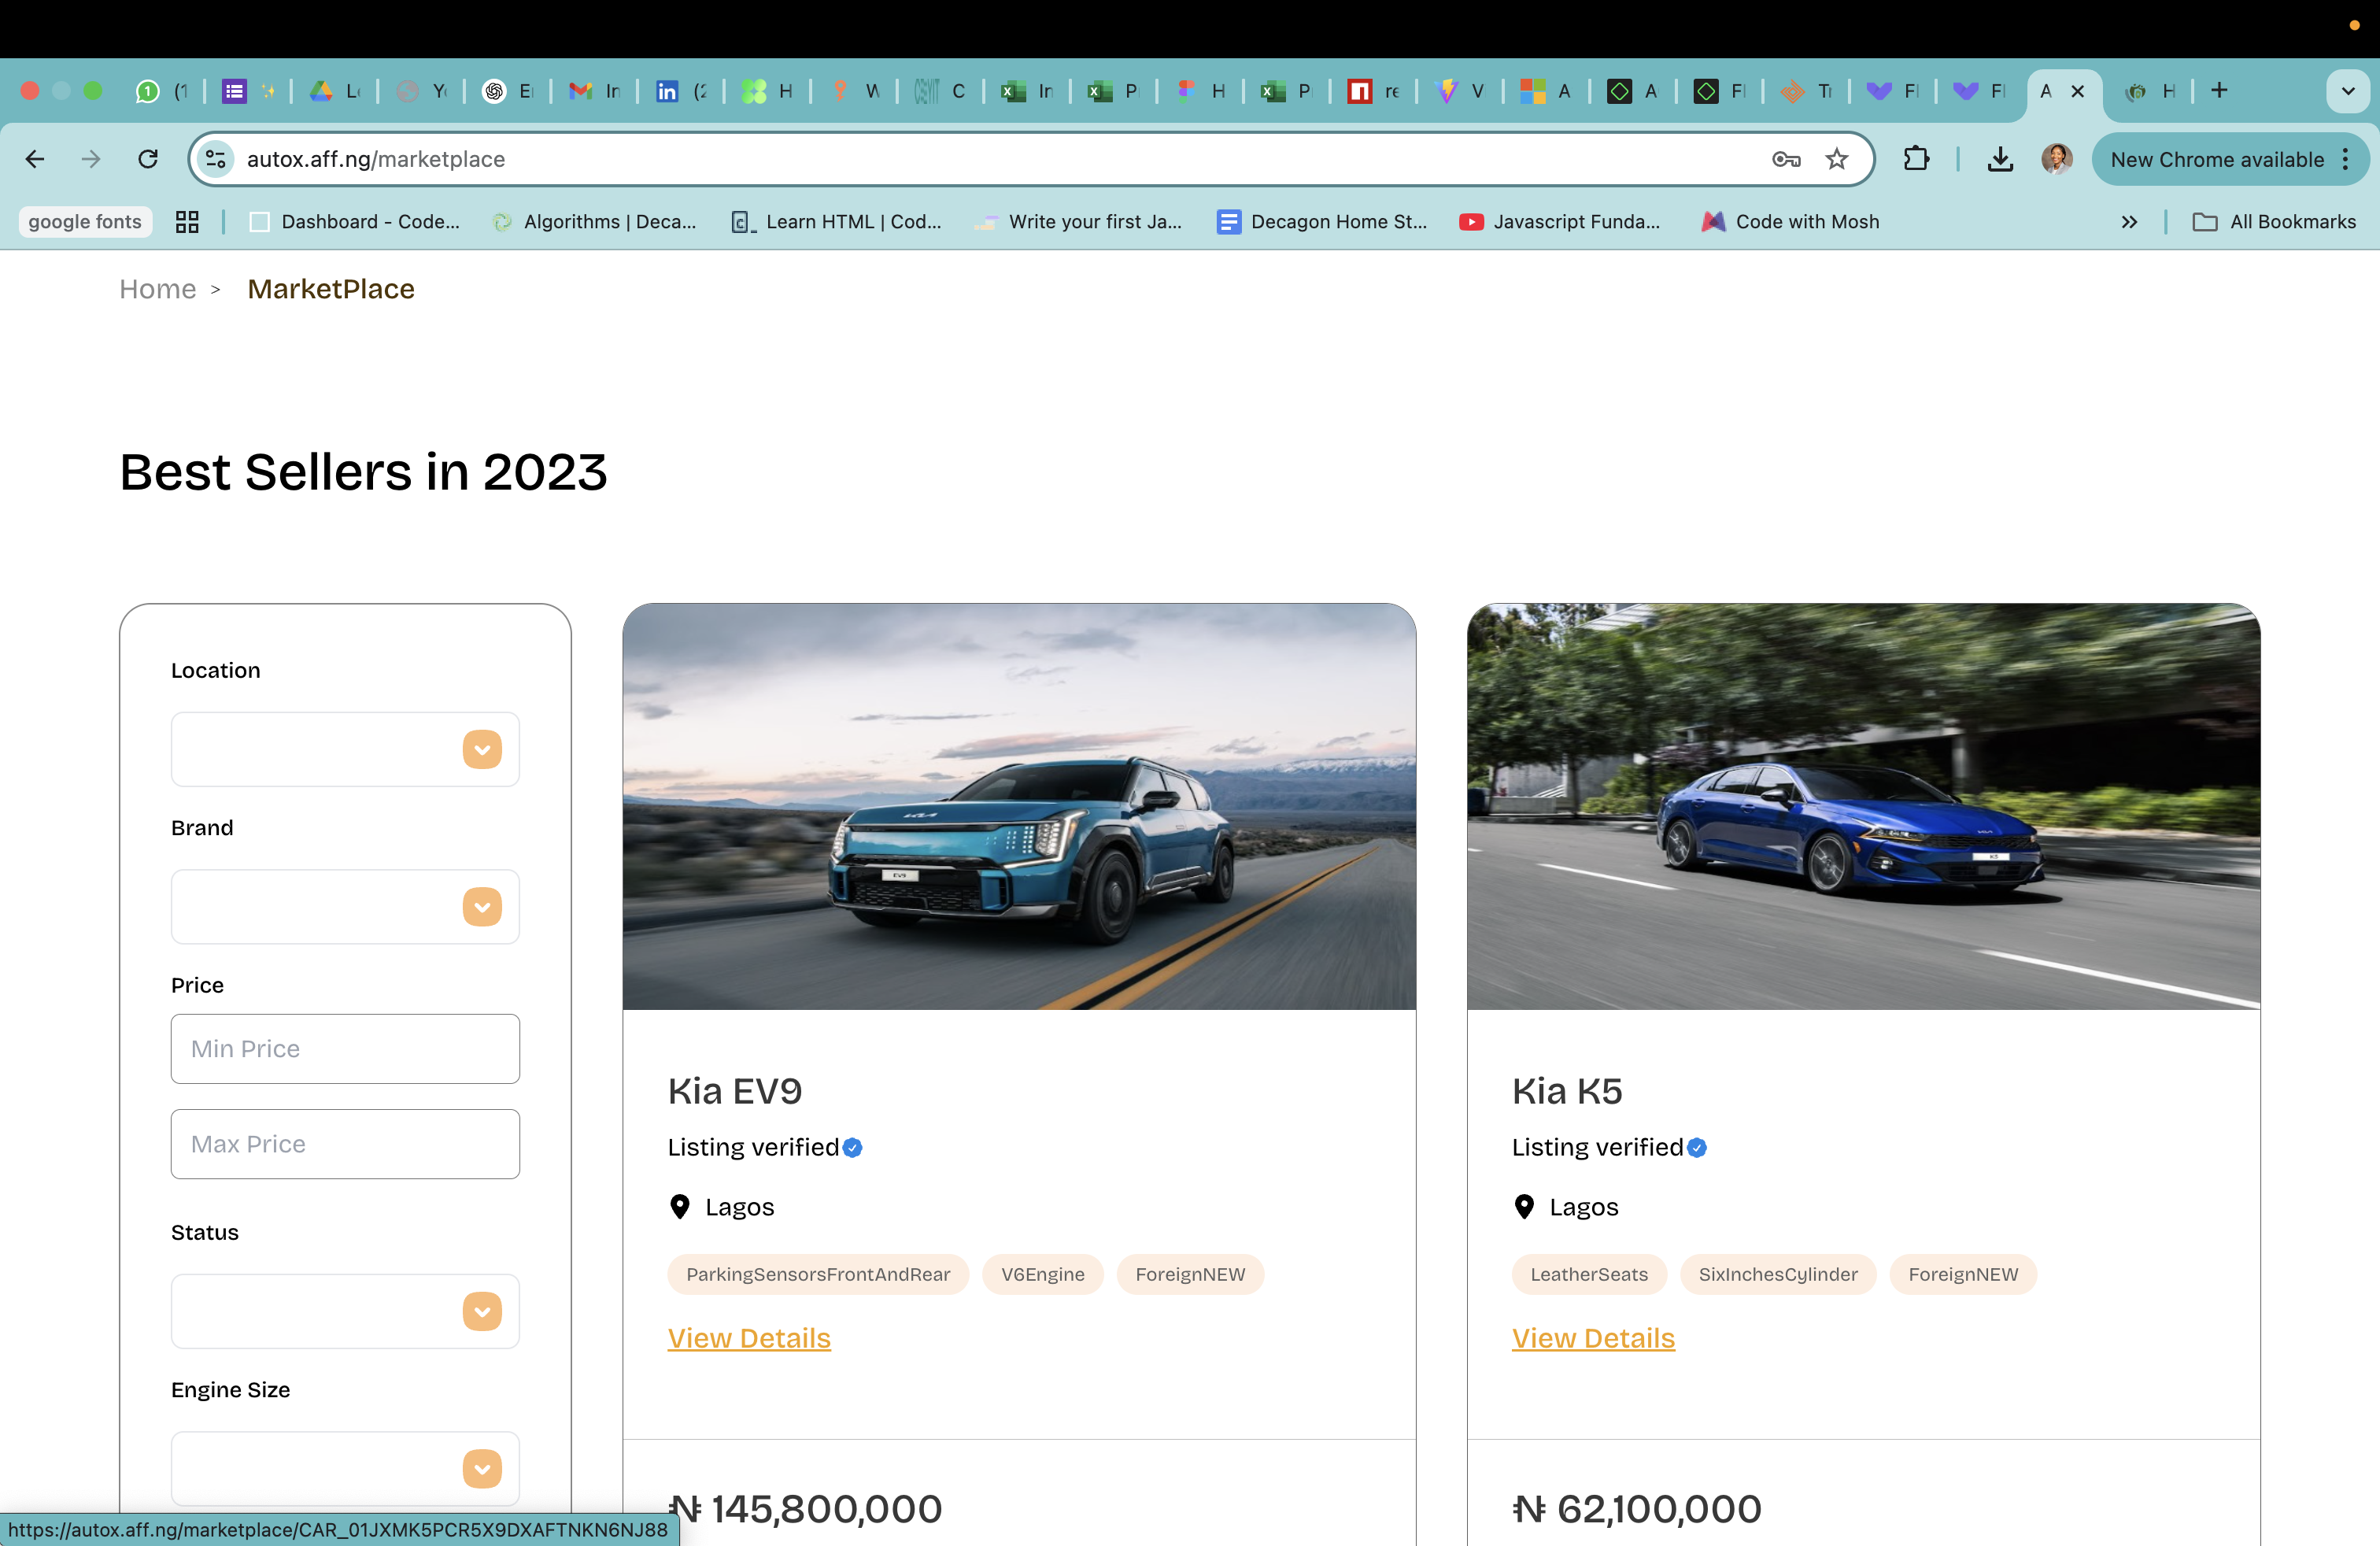 (1
L
Y
E
In
(2
H
W
C
In
P
H
P
re
V
A
A
Fl
Tr
Fl
Fl
A
H
autox.aff.ng/marketplace
New Chrome available
google fonts
Dashboard - Code...
Algorithms | Deca...
Learn HTML | Cod...
Write your first Ja...
Decagon Home St...
Javascript Funda...
Code with Mosh
All Bookmarks
Home > MarketPlace
Best Sellers in 2023
Location
Brand
Price
Min Price
Max Price
Status
Engine Size
Kia EV9
Listing verified
Lagos
ParkingSensorsFrontAndRear
V6Engine
ForeignNEW
View Details
₦ 145,800,000
Kia K5
Listing verified
Lagos
LeatherSeats
SixInchesCylinder
ForeignNEW
View Details
₦ 62,100,000
https://autox.aff.ng/marketplace/CAR_01JXMK5PCR5X9DXAFTNKN6NJ88